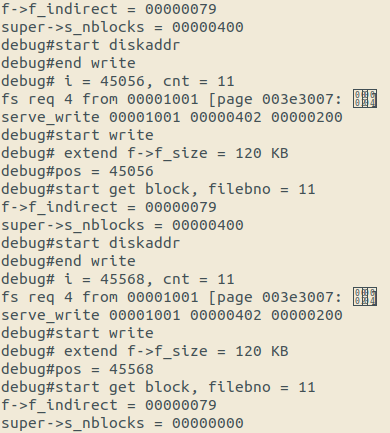 f->f_indirect = 00000079
super->s_nblocks = 00000400
debug#start diskaddr
debug#end write
debug# i = 45056, cnt = 11
fs req 4 from 00001001 [page 003e3007:
serve_write 00001001 00000402 00000200
debug#start write
debug# extend f->f_size = 120 KB
debug#pos = 45056
debug#start get block, filebno = 11
f->f_indirect = 00000079
super->s_nblocks = 00000400
debug#start diskaddr
debug#end write
debug# i = 45568, cnt = 11
fs req 4 from 00001001 [page 003e3007:
serve_write 00001001 00000402 00000200
debug#start write
debug# extend f->f_size = 120 KB
debug#pos = 45568
debug#start get block, filebno = 11
f->f_indirect = 00000079
super->s_nblocks = 00000000